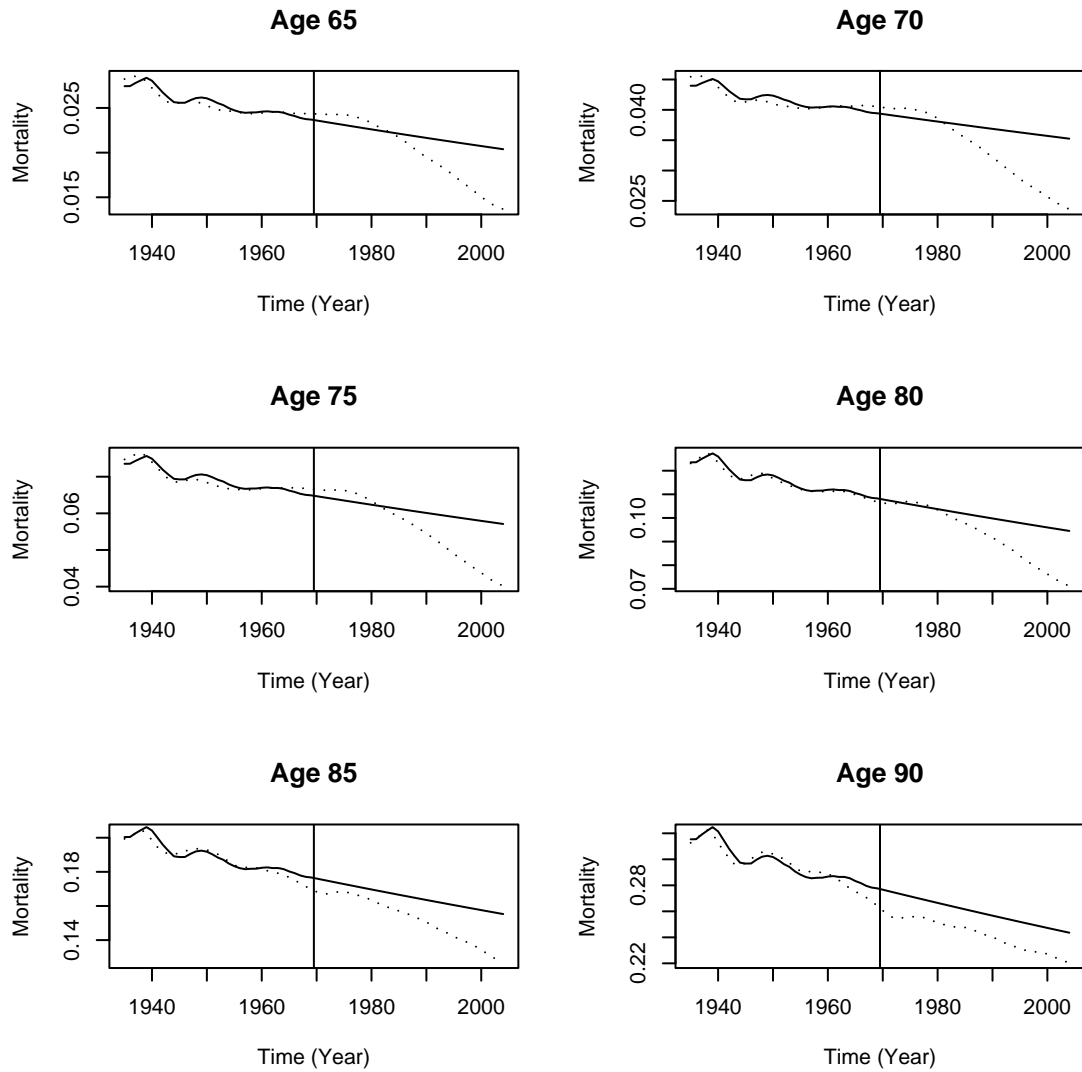 Age 65
Mortality
0.015 0.025
1940 1960 1980 2000
Time (Year)
Age 70
Mortality
0.025 0.040
1940 1960 1980 2000
Time (Year)
Age 75
Mortality
0.04 0.06
1940 1960 1980 2000
Time (Year)
Age 80
Mortality
0.07 0.10
1940 1960 1980 2000
Time (Year)
Age 85
Mortality
0.14 0.18
1940 1960 1980 2000
Time (Year)
Age 90
Mortality
0.22 0.28
1940 1960 1980 2000
Time (Year)